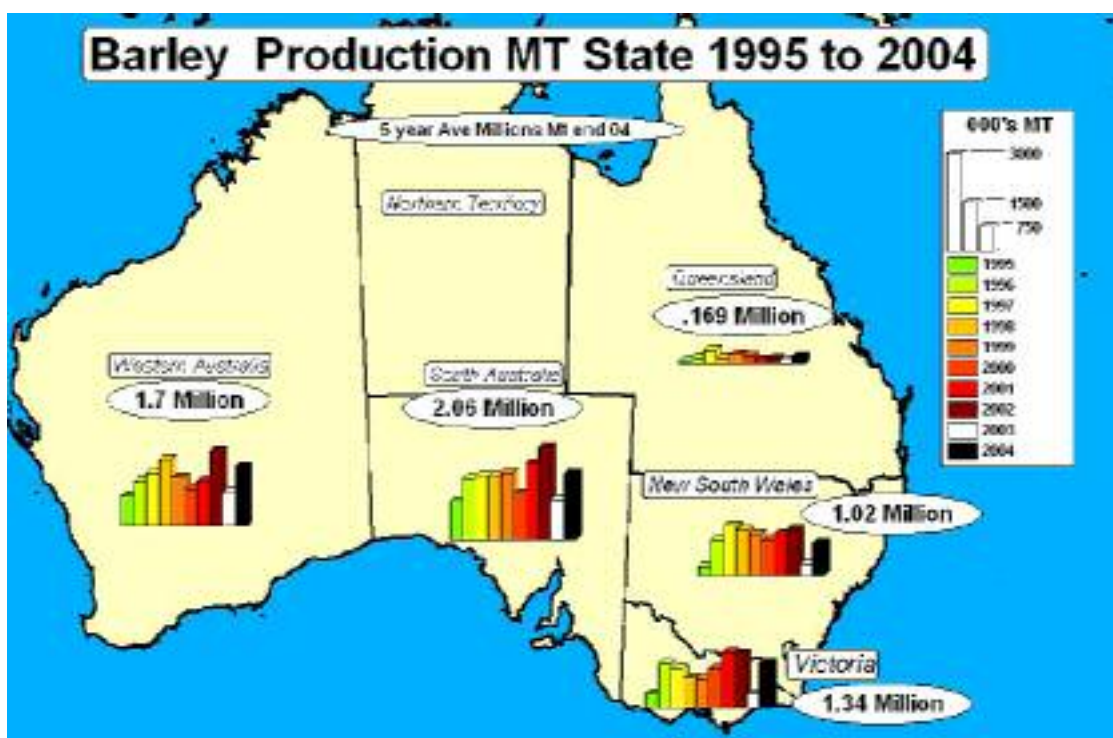 Barley Production MT State 1995 to 2004
5 year Ave Millions Mt end 04
000's MT
3000
1500
750
1995
1996
1997
1998
1999
2000
2001
2002
2003
2004
Northern Territory
Queensland
.169 Million
Western Australia
1.7 Million
South Australia
2.06 Million
New South Wales
1.02 Million
Victoria
1.34 Million